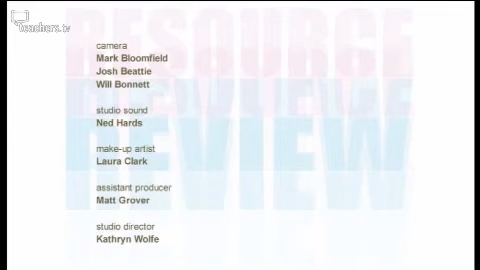 teachers.tv
RESOURCE
REVIEW
camera
Mark Bloomfield
Josh Beattie
Will Bonnett
studio sound
Ned Hards
make-up artist
Laura Clark
assistant producer
Matt Grover
studio director
Kathryn Wolfe